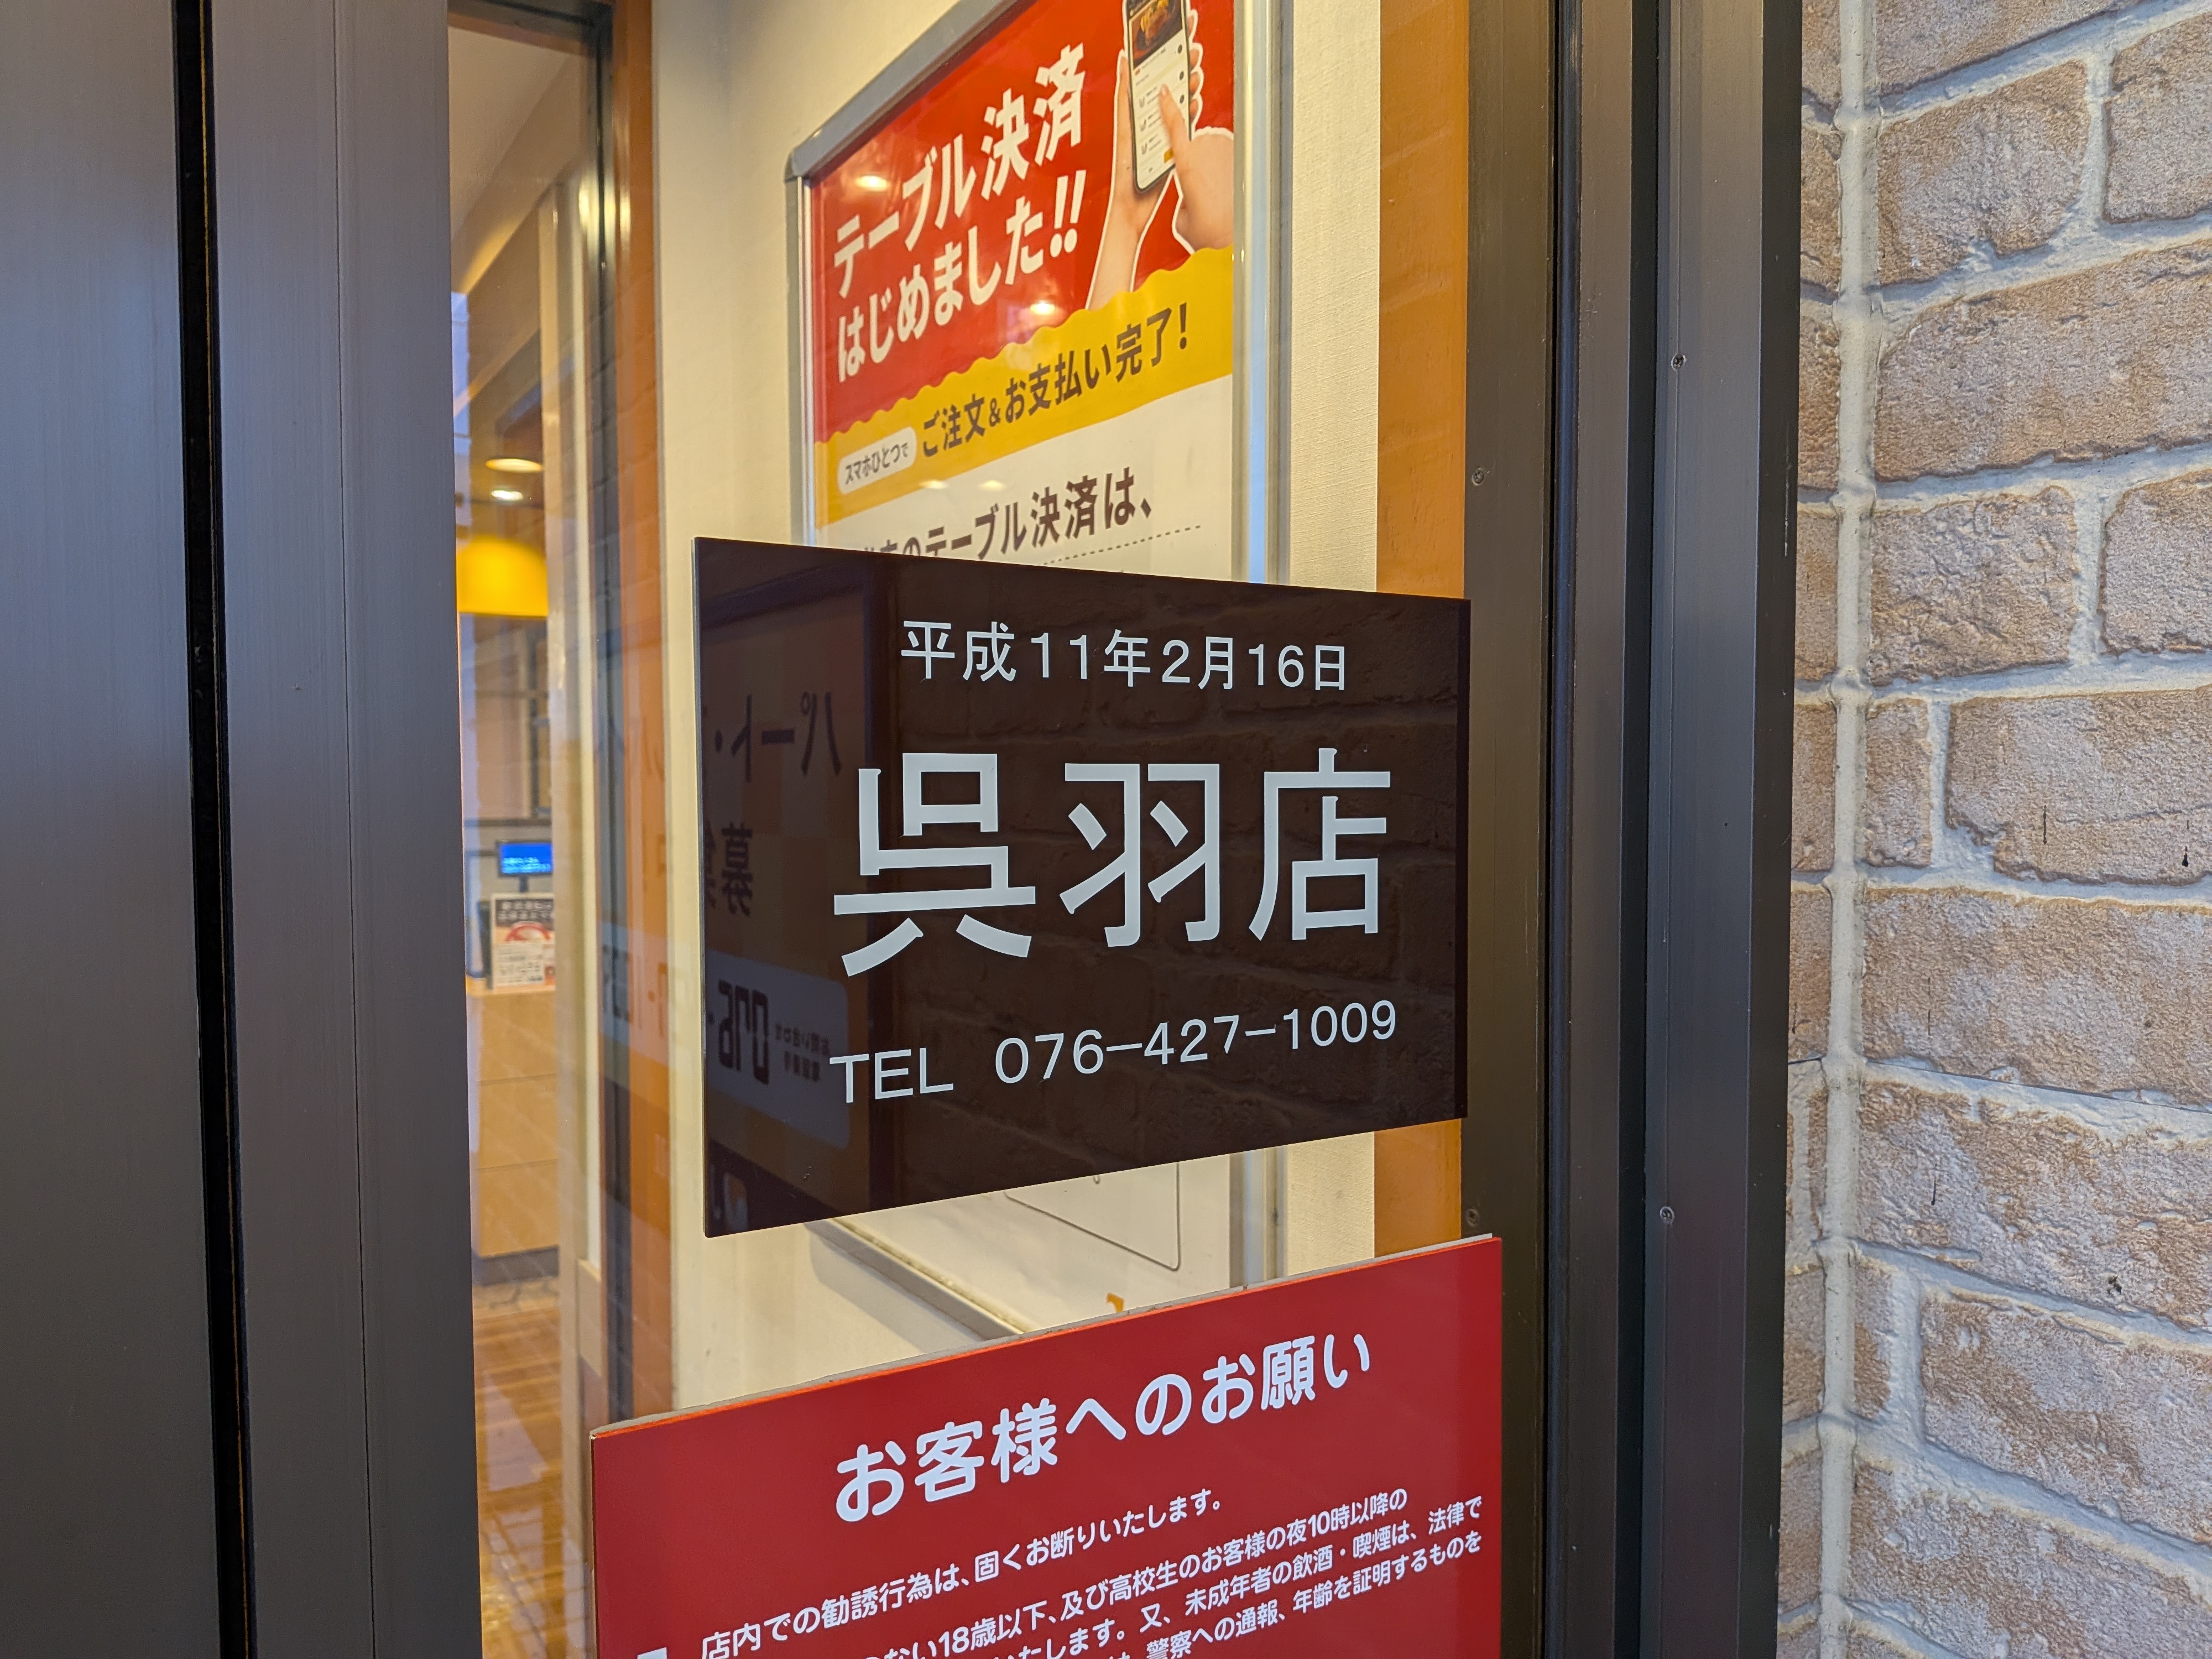 テーブル決済
はじめました!!
スマホひとつで ご注文&お支払い完了!
のテーブル決済は、
平成11年2月16日
呉羽店
TEL 076-427-1009
お客様へのお願い
店内での勧誘行為は、固くお断りいたします。
ない18歳以下、及び高校生のお客様の夜10時以降の
いたします。又、未成年者の飲酒・喫煙は、法律で
警察への通報、年齢を証明するものを